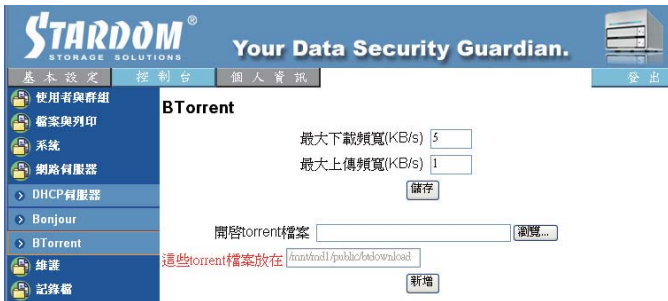 STARDOM®
STORAGE SOLUTIONS
Your Data Security Guardian.
基本設定 控制台 個人資訊 登出
使用者與群組
檔案與列印
系統
網路伺服器
DHCP伺服器
Bonjour
BTorrent
維護
記錄檔
BTorrent
最大下載頻寬(KB/s) 5
最大上傳頻寬(KB/s) 1
儲存
開啓torrent檔案 瀏覽...
這些torrent檔案放在 /mnt/md1/public/btdownload
新增